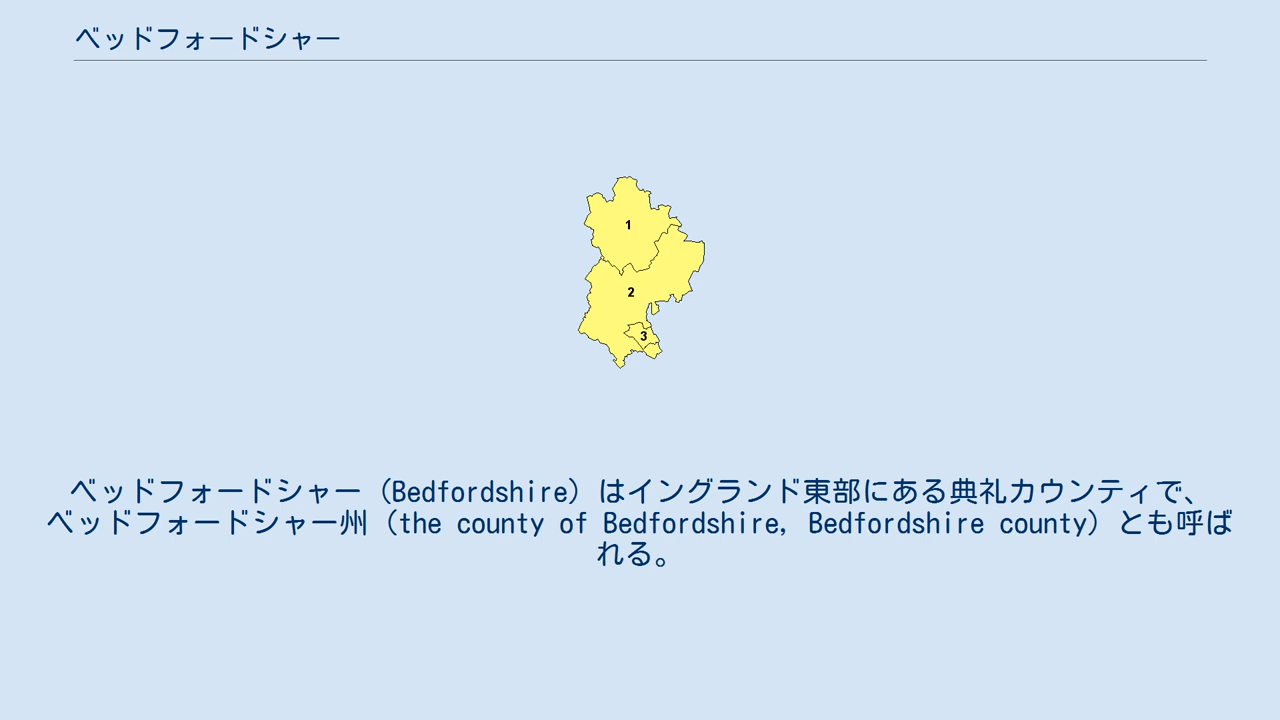 ベッドフォードシャー
1
2
3
ベッドフォードシャー（Bedfordshire）はイングランド東部にある典礼カウンティで、
ベッドフォードシャー州（the county of Bedfordshire, Bedfordshire county）とも呼ば
れる。